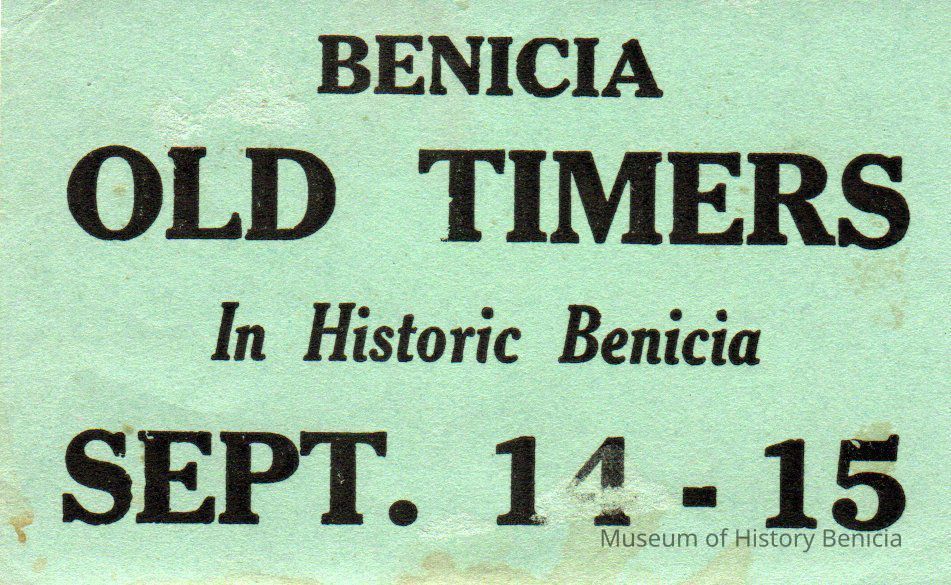 BENICIA
OLD TIMERS
In Historic Benicia
SEPT. 14 - 15
Museum of History Benicia